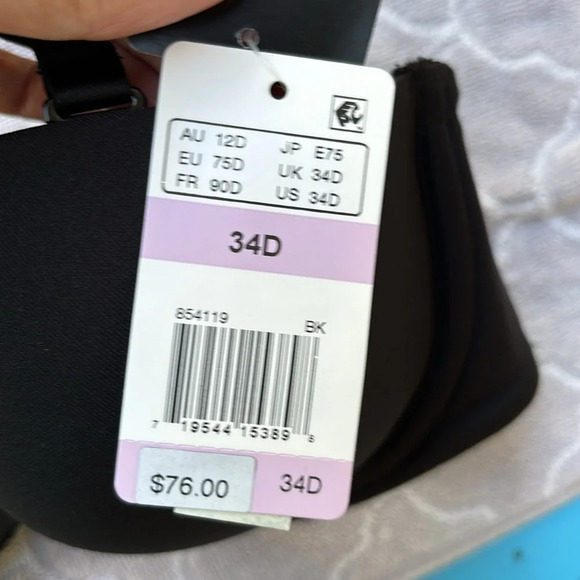 AU 12D JP E75
EU 75D UK 34D
FR 90D US 34D
34D
854119 BK
7 19544 15389 8
$76.00 34D